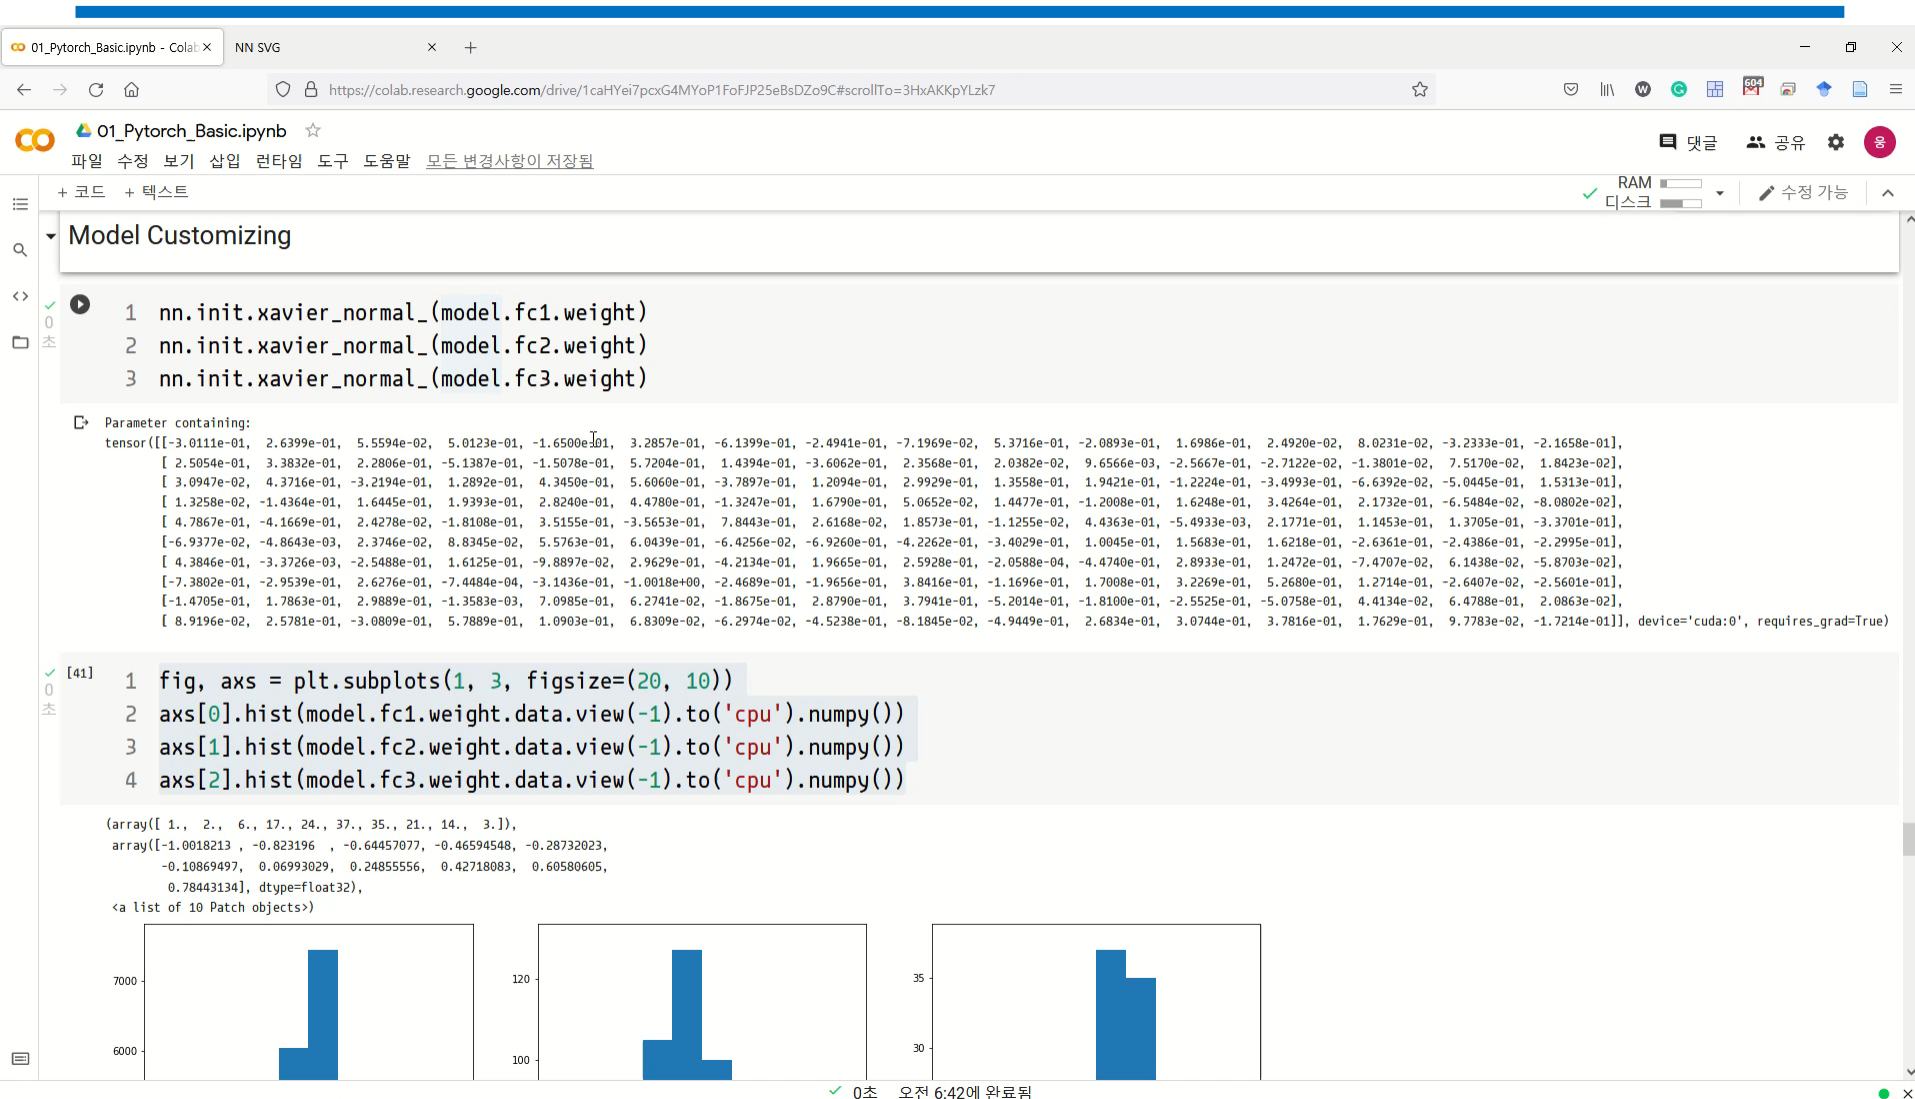 01_Pytorch_Basic.ipynb - Colab
NN SVG
https://colab.research.google.com/drive/1caHYei7pcxG4MYoP1FoFJP25eBsDZo9C#scrollTo=3HxAKKpYLzk7
604
01_Pytorch_Basic.ipynb
파일 수정 보기 삽입 런타임 도구 도움말 모든 변경사항이 저장됨
댓글 공유 웅
+ 코드 + 텍스트
RAM
디스크
수정 가능
Model Customizing
0
초
1 nn.init.xavier_normal_(model.fc1.weight)
2 nn.init.xavier_normal_(model.fc2.weight)
3 nn.init.xavier_normal_(model.fc3.weight)
Parameter containing:
tensor([[-3.0111e-01, 2.6399e-01, 5.5594e-02, 5.0123e-01, -1.6500e-01, 3.2857e-01, -6.1399e-01, -2.4941e-01, -7.1969e-02, 5.3716e-01, -2.0893e-01, 1.6986e-01, 2.4920e-02, 8.0231e-02, -3.2333e-01, -2.1658e-01],
[ 2.5054e-01, 3.3832e-01, 2.2806e-01, -5.1387e-01, -1.5078e-01, 5.7204e-01, 1.4394e-01, -3.6062e-01, 2.3568e-01, 2.0382e-02, 9.6566e-03, -2.5667e-01, -2.7122e-01, -1.3801e-02, 7.5170e-02, 1.8423e-02],
[ 3.0947e-02, 4.3716e-01, -3.2194e-01, 1.2892e-01, 4.3450e-01, 5.6060e-01, -3.7897e-01, 1.2094e-01, 2.9929e-01, 1.3558e-01, 1.9421e-01, -1.2224e-01, -3.4993e-01, -6.6392e-02, -5.0445e-01, 1.5313e-01],
[ 1.3258e-02, -1.4364e-01, 1.6445e-01, 1.9393e-01, 2.8240e-01, 4.4780e-01, -1.3247e-01, 1.6790e-01, 5.0652e-02, 1.4477e-01, -1.2008e-01, 1.6248e-01, 3.4264e-01, 2.1732e-01, -6.5484e-02, -8.0802e-02],
[ 4.7867e-01, -4.1669e-01, 2.4278e-02, -1.8108e-01, 3.5155e-01, -3.5653e-01, 7.8443e-01, 2.6168e-02, 1.8573e-01, -1.1255e-02, 4.4363e-01, -5.4933e-03, 2.1771e-01, 1.1453e-01, 1.3705e-01, -3.3701e-01],
[-6.9377e-02, -4.8643e-03, 2.3746e-02, 8.8345e-02, 5.5763e-01, 6.0439e-01, -6.4256e-02, -6.9260e-01, -4.2262e-01, -3.4029e-01, 1.0045e-01, 1.5683e-01, 1.6218e-01, -2.6361e-01, -2.4386e-01, -2.2995e-01],
[ 4.3846e-01, -3.3726e-03, -2.5488e-01, 1.6125e-01, -9.8897e-02, 2.9629e-01, -4.2134e-01, 1.9665e-01, 2.5928e-01, -2.0588e-04, -4.4740e-01, 2.8933e-01, 1.2472e-01, -7.4707e-02, 6.1438e-02, -5.8703e-02],
[-7.3802e-01, -2.9539e-01, 2.6276e-01, -7.4484e-04, -3.1436e-01, -1.0018e+00, -2.4689e-01, -1.9656e-01, 3.8416e-01, -1.1696e-01, 1.7008e-01, 3.2269e-01, 5.2680e-01, 1.2714e-01, -2.6407e-02, -2.5601e-01],
[-1.4705e-01, 1.7863e-01, 2.9889e-01, -1.3583e-03, 7.0985e-01, 6.2741e-02, -1.8675e-01, 2.8790e-01, 3.7941e-01, -5.2014e-01, -1.8100e-01, -2.5525e-01, -5.0758e-01, 4.4134e-02, 6.4788e-01, 2.0863e-02],
[ 8.9196e-02, 2.5781e-01, -3.0809e-01, 5.7889e-01, 1.0903e-01, 6.8309e-02, -6.2974e-02, -4.5238e-01, -8.1845e-02, -4.9449e-01, 2.6834e-01, 3.0744e-01, 3.7816e-01, 1.7629e-01, 9.7783e-02, -1.7214e-01]], device='cuda:0', requires_grad=True)
[41]
0
초
1 fig, axs = plt.subplots(1, 3, figsize=(20, 10))
2 axs[0].hist(model.fc1.weight.data.view(-1).to('cpu').numpy())
3 axs[1].hist(model.fc2.weight.data.view(-1).to('cpu').numpy())
4 axs[2].hist(model.fc3.weight.data.view(-1).to('cpu').numpy())
(array([ 1., 2., 6., 17., 24., 37., 35., 21., 14., 3.]),
array([-1.0018213 , -0.823196 , -0.64457077, -0.46594548, -0.28732023,
-0.10869497, 0.06993029, 0.24855556, 0.42718083, 0.60580605,
0.78443134], dtype=float32),
<a list of 10 Patch objects>)
7000 120 35
6000 100 30
0초 오전 6:42에 완료됨